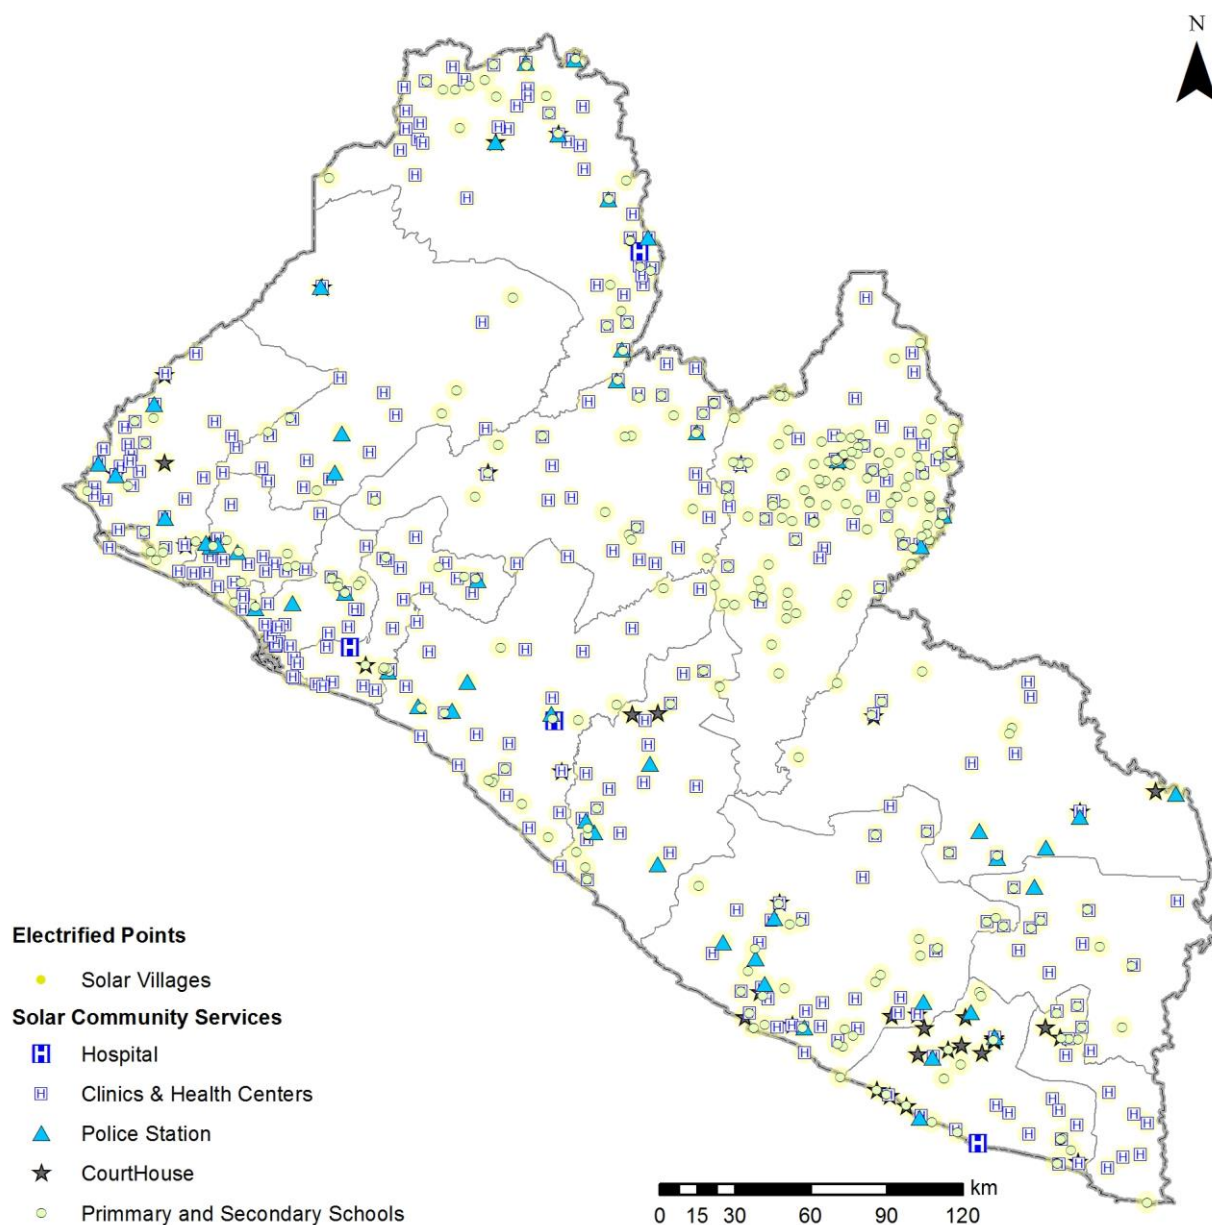 N
Electrified Points
Solar Villages
Solar Community Services
H Hospital
H Clinics & Health Centers
Police Station
CourtHouse
Primmary and Secondary Schools
km
0 15 30 60 90 120